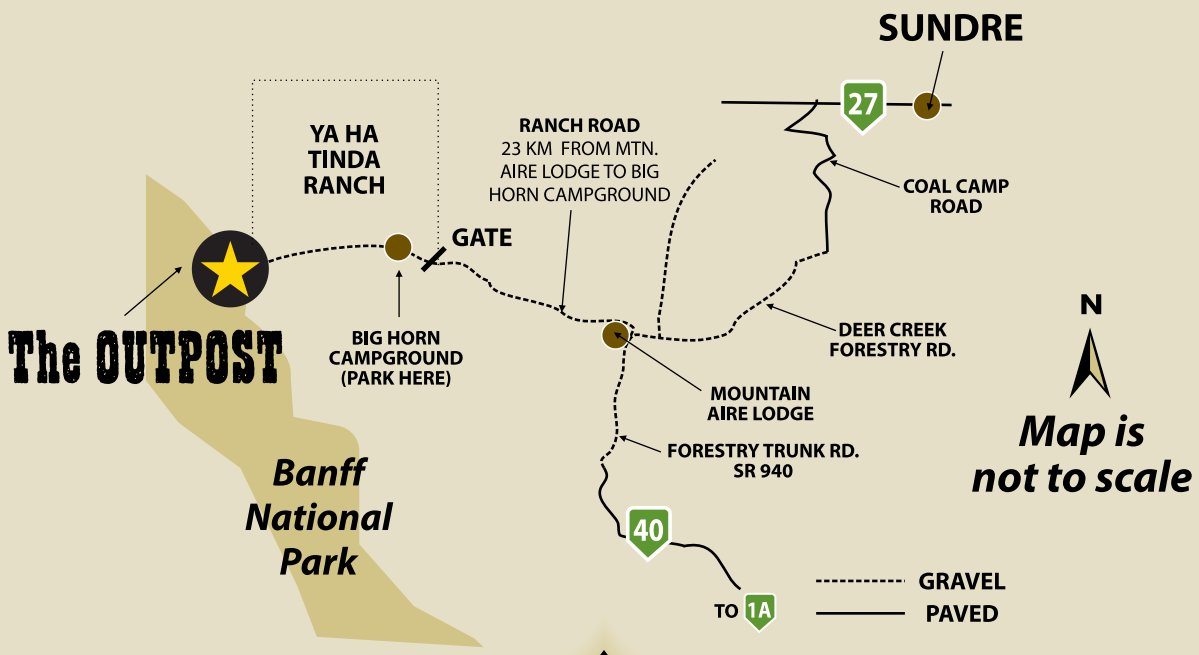 SUNDRE
27
YA HA
TINDA
RANCH
RANCH ROAD
23 KM FROM MTN.
AIRE LODGE TO BIG
HORN CAMPGROUND
COAL CAMP
ROAD
GATE
The OUTPOST
BIG HORN
CAMPGROUND
(PARK HERE)
DEER CREEK
FORESTRY RD.
N
MOUNTAIN
AIRE LODGE
Map is
not to scale
FORESTRY TRUNK RD.
SR 940
Banff
National
Park
40
GRAVEL
PAVED
TO 1A